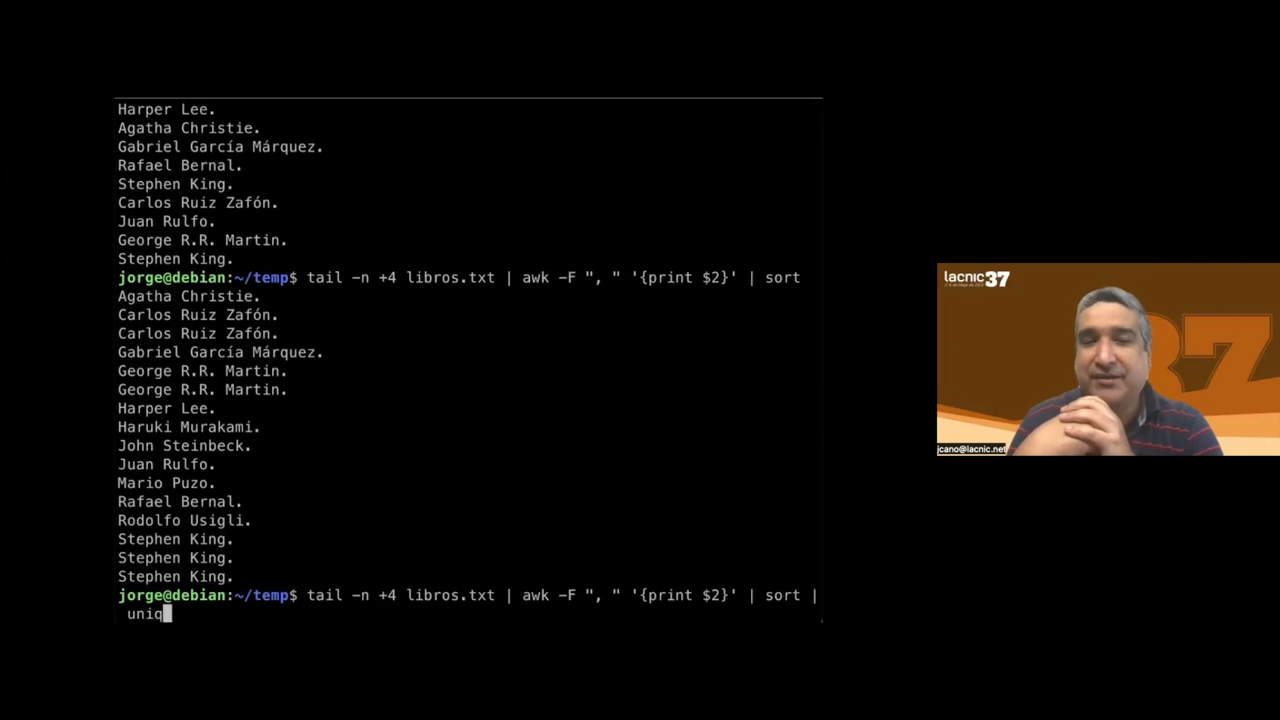 Harper Lee.
Agatha Christie.
Gabriel García Márquez.
Rafael Bernal.
Stephen King.
Carlos Ruiz Zafón.
Juan Rulfo.
George R.R. Martin.
Stephen King.
jorge@debian:~/temp$ tail -n +4 libros.txt | awk -F ", " '{print $2}' | sort
Agatha Christie.
Carlos Ruiz Zafón.
Carlos Ruiz Zafón.
Gabriel García Márquez.
George R.R. Martin.
George R.R. Martin.
Harper Lee.
Haruki Murakami.
John Steinbeck.
Juan Rulfo.
Mario Puzo.
Rafael Bernal.
Rodolfo Usigli.
Stephen King.
Stephen King.
Stephen King.
jorge@debian:~/temp$ tail -n +4 libros.txt | awk -F ", " '{print $2}' | sort |
uniq
lacnic 37
37
jcano@lacnic.net